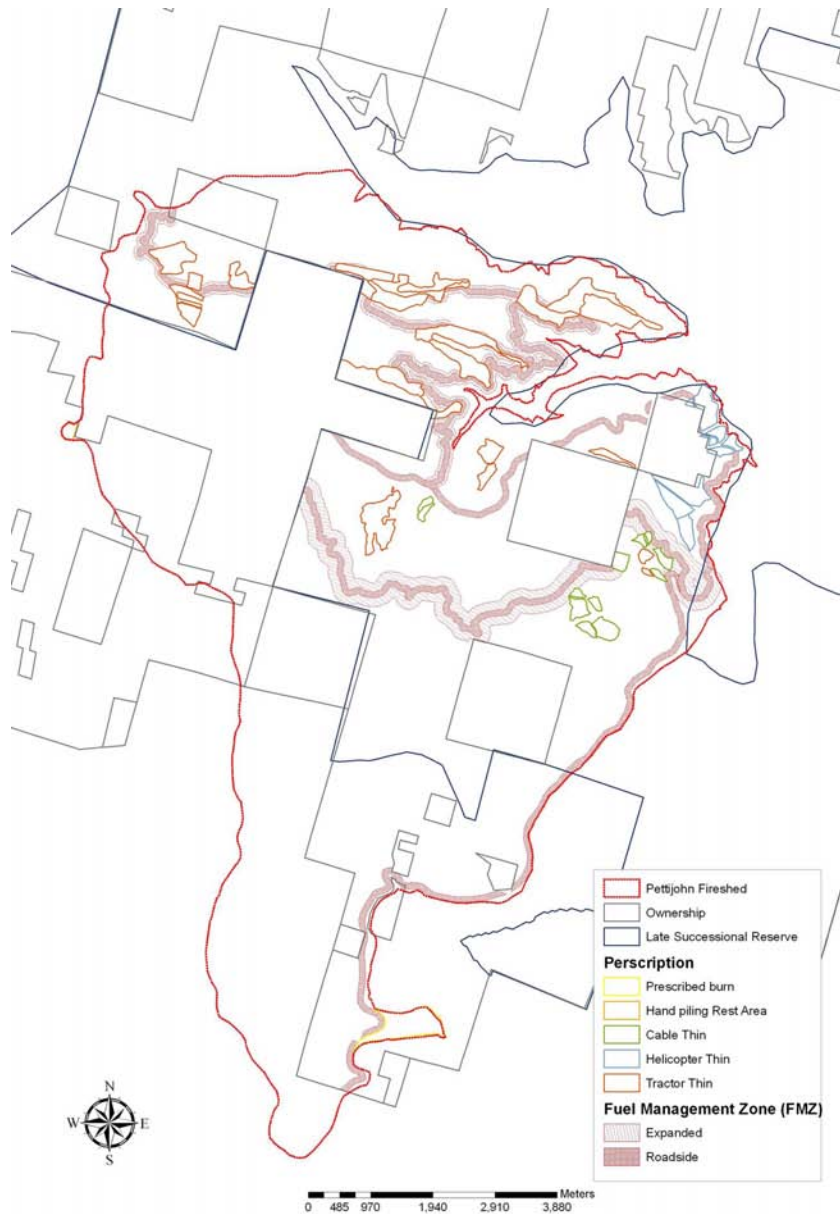 Pettijohn Fireshed
Ownership
Late Successional Reserve
Perscription
Prescribed burn
Hand piling Rest Area
Cable Thin
Helicopter Thin
Tractor Thin
Fuel Management Zone (FMZ)
Expanded
Roadside
N
W E
S
Meters
0 485 970 1,940 2,910 3,880